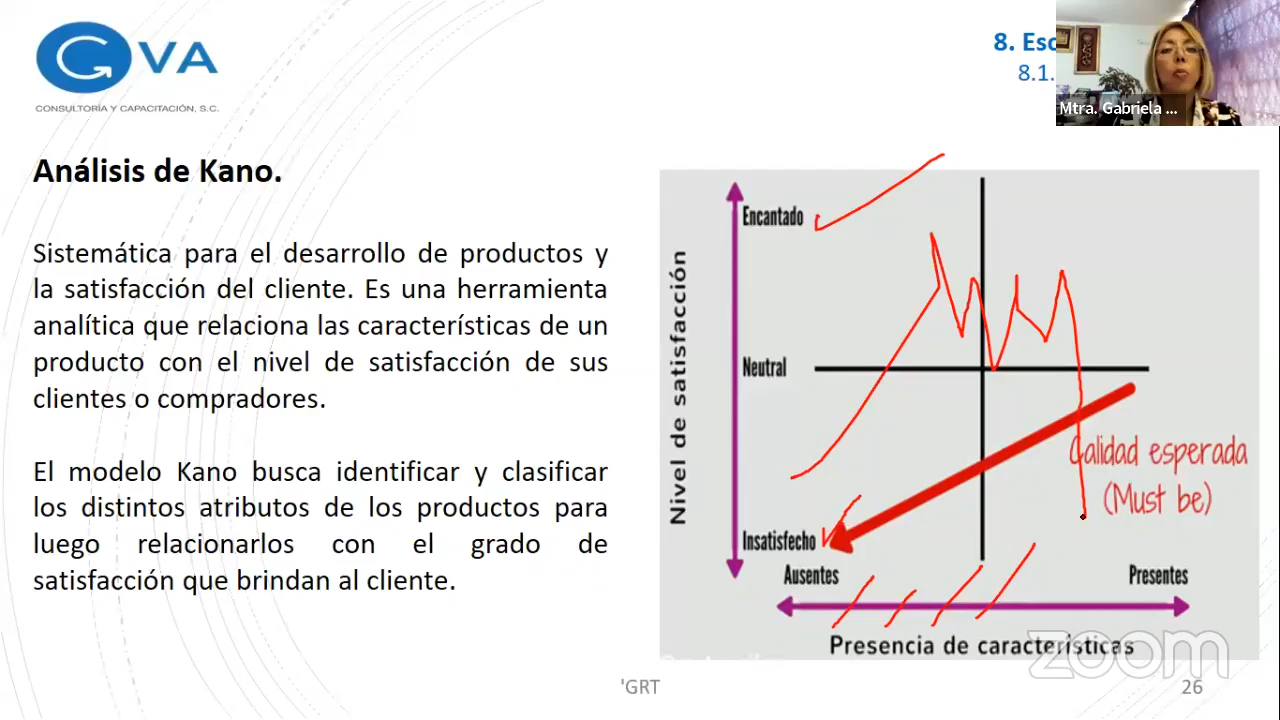 GVA
CONSULTORÍA Y CAPACITACIÓN, S.C.
8. Esc
8.1.
Mtra. Gabriela ...
Análisis de Kano.
Sistemática para el desarrollo de productos y
la satisfacción del cliente. Es una herramienta
analítica que relaciona las características de un
producto con el nivel de satisfacción de sus
clientes o compradores.
El modelo Kano busca identificar y clasificar
los distintos atributos de los productos para
luego relacionarlos con el grado de
satisfacción que brindan al cliente.
Nivel de satisfacción
Encantado
Neutral
Insatisfecho
Calidad esperada
(Must be)
Ausentes
Presentes
Presencia de características
zoom
'GRT
26